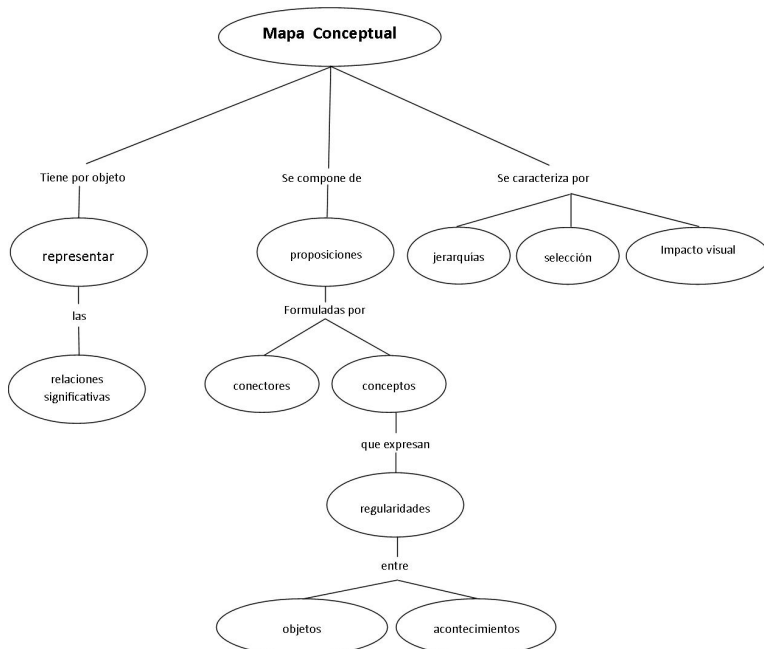 Mapa Conceptual
Tiene por objeto
Se compone de
Se caracteriza por
representar
proposiciones
jerarquias
selección
Impacto visual
las
Formuladas por
relaciones
significativas
conectores
conceptos
que expresan
regularidades
entre
objetos
acontecimientos